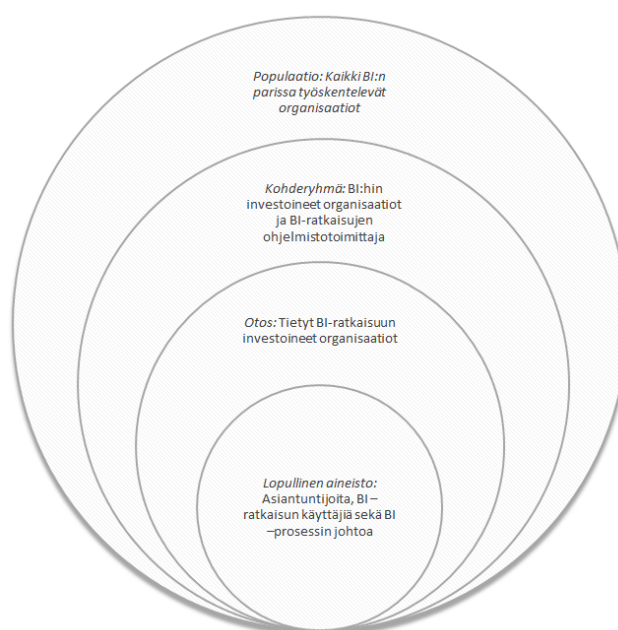 Populaatio: Kaikki BI:n
parissa työskentelevät
organisaatiot
Kohderyhmä: BI:hin
investoineet organisaatiot
ja BI-ratkaisujen
ohjelmistotoimittaja
Otos: Tietyt BI-ratkaisuun
investoineet organisaatiot
Lopullinen aineisto:
Asiantuntijoita, BI –
ratkaisun käyttäjiä sekä BI
–prosessin johtoa